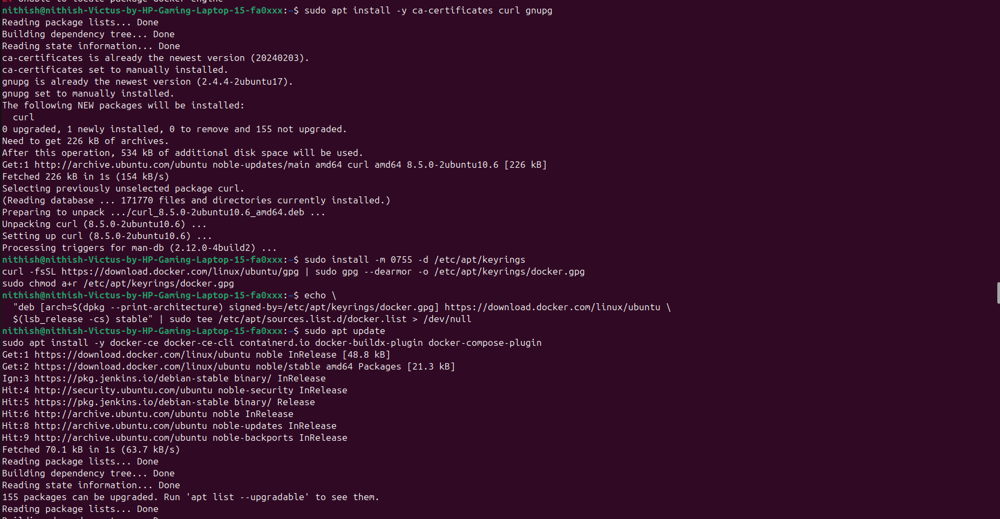 E: Unable to locate package docker-engine
nithish@nithish-Victus-by-HP-Gaming-Laptop-15-fa0xxx:~$ sudo apt install -y ca-certificates curl gnupg
Reading package lists... Done
Building dependency tree... Done
Reading state information... Done
ca-certificates is already the newest version (20240203).
ca-certificates set to manually installed.
gnupg is already the newest version (2.4.4-2ubuntu17).
gnupg set to manually installed.
The following NEW packages will be installed:
  curl
0 upgraded, 1 newly installed, 0 to remove and 155 not upgraded.
Need to get 226 kB of archives.
After this operation, 534 kB of additional disk space will be used.
Get:1 http://archive.ubuntu.com/ubuntu noble-updates/main amd64 curl amd64 8.5.0-2ubuntu10.6 [226 kB]
Fetched 226 kB in 1s (154 kB/s)
Selecting previously unselected package curl.
(Reading database ... 171770 files and directories currently installed.)
Preparing to unpack .../curl_8.5.0-2ubuntu10.6_amd64.deb ...
Unpacking curl (8.5.0-2ubuntu10.6) ...
Setting up curl (8.5.0-2ubuntu10.6) ...
Processing triggers for man-db (2.12.0-4build2) ...
nithish@nithish-Victus-by-HP-Gaming-Laptop-15-fa0xxx:~$ sudo install -m 0755 -d /etc/apt/keyrings
curl -fsSL https://download.docker.com/linux/ubuntu/gpg | sudo gpg --dearmor -o /etc/apt/keyrings/docker.gpg
sudo chmod a+r /etc/apt/keyrings/docker.gpg
nithish@nithish-Victus-by-HP-Gaming-Laptop-15-fa0xxx:~$ echo \
  "deb [arch=$(dpkg --print-architecture) signed-by=/etc/apt/keyrings/docker.gpg] https://download.docker.com/linux/ubuntu \
  $(lsb_release -cs) stable" | sudo tee /etc/apt/sources.list.d/docker.list > /dev/null
nithish@nithish-Victus-by-HP-Gaming-Laptop-15-fa0xxx:~$ sudo apt update
sudo apt install -y docker-ce docker-ce-cli containerd.io docker-buildx-plugin docker-compose-plugin
Get:1 https://download.docker.com/linux/ubuntu noble InRelease [48.8 kB]
Get:2 https://download.docker.com/linux/ubuntu noble/stable amd64 Packages [21.3 kB]
Ign:3 https://pkg.jenkins.io/debian-stable binary/ InRelease
Hit:4 http://security.ubuntu.com/ubuntu noble-security InRelease
Hit:5 https://pkg.jenkins.io/debian-stable binary/ Release
Hit:6 http://archive.ubuntu.com/ubuntu noble InRelease
Hit:8 http://archive.ubuntu.com/ubuntu noble-updates InRelease
Hit:9 http://archive.ubuntu.com/ubuntu noble-backports InRelease
Fetched 70.1 kB in 1s (63.7 kB/s)
Reading package lists... Done
Building dependency tree... Done
Reading state information... Done
155 packages can be upgraded. Run 'apt list --upgradable' to see them.
Reading package lists... Done
Building dependency tree... Done